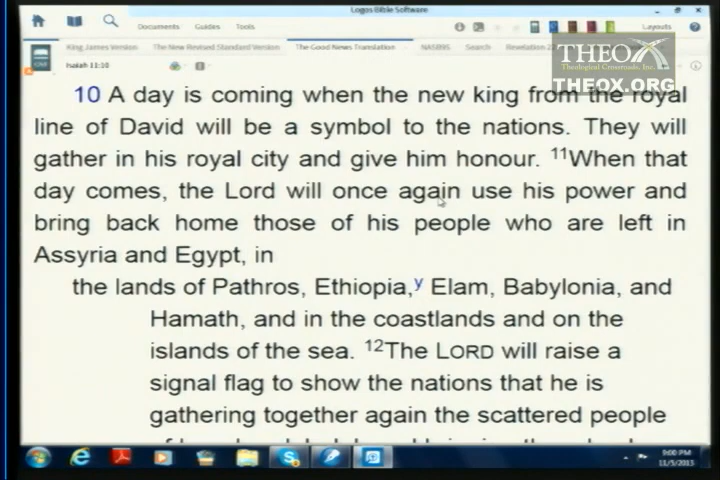 Logos Bible Software
Documents Guides Tools Layouts
King James Version The New Revised Standard Version The Good News Translation NASB95 Search Revelation
Isaiah 11:10
THEOX
Theological Crossroads, Inc.
THEOX.ORG
10 A day is coming when the new king from the royal
line of David will be a symbol to the nations. They will
gather in his royal city and give him honour. 11When that
day comes, the Lord will once again use his power and
bring back home those of his people who are left in
Assyria and Egypt, in
the lands of Pathros, Ethiopia,y Elam, Babylonia, and
Hamath, and in the coastlands and on the
islands of the sea. 12The LORD will raise a
signal flag to show the nations that he is
gathering together again the scattered people
9:00 PM
11/5/2013